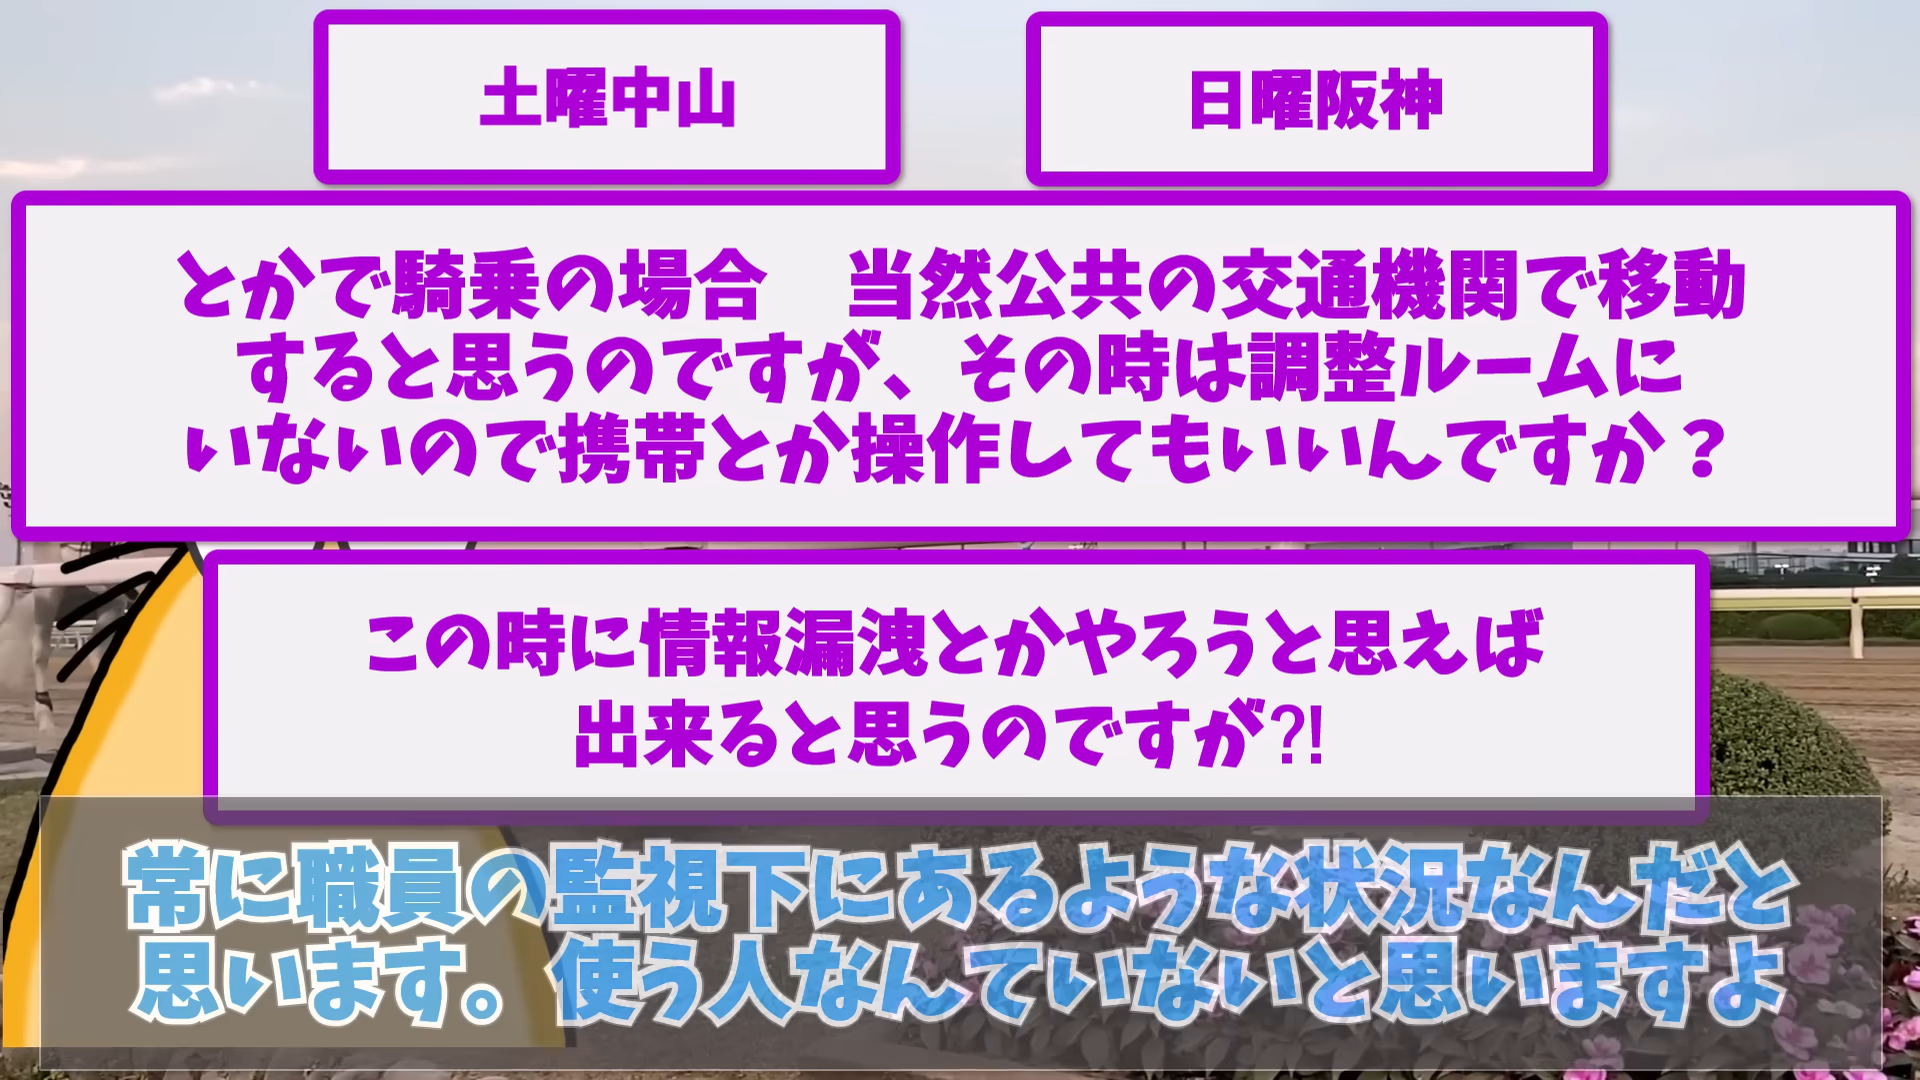 土曜中山
日曜阪神
とかで騎乗の場合　当然公共の交通機関で移動
すると思うのですが、その時は調整ルームに
いないので携帯とか操作してもいいんですか？
この時に情報漏洩とかやろうと思えば
出来ると思うのですが⁈
常に職員の監視下にあるような状況なんだと
思います。使う人なんていないと思いますよ